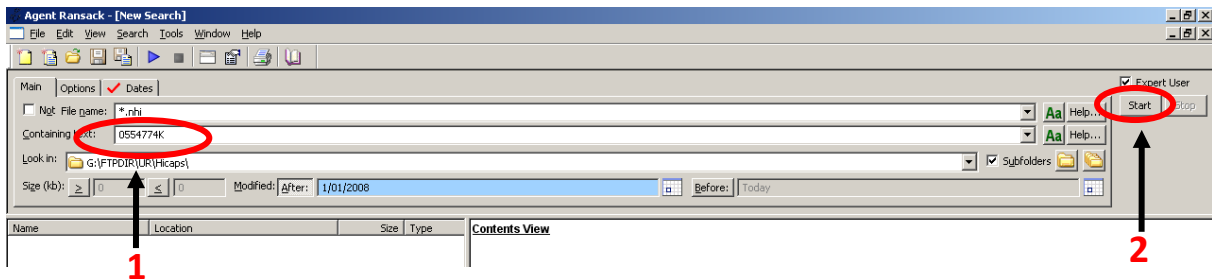 Agent Ransack - [New Search]
File Edit View Search Tools Window Help
Main Options Dates Expert User
Not File name: *.nhi Aa Help... Start Stop
Containing text: 0554774K Aa Help...
Look in: G:\FTPDIR\UR\Hicaps\ Subfolders
Size (kb): ≥ 0 ≤ 0 Modified: After: 1/01/2008 Before: Today
Name Location Size Type Contents View
1 2